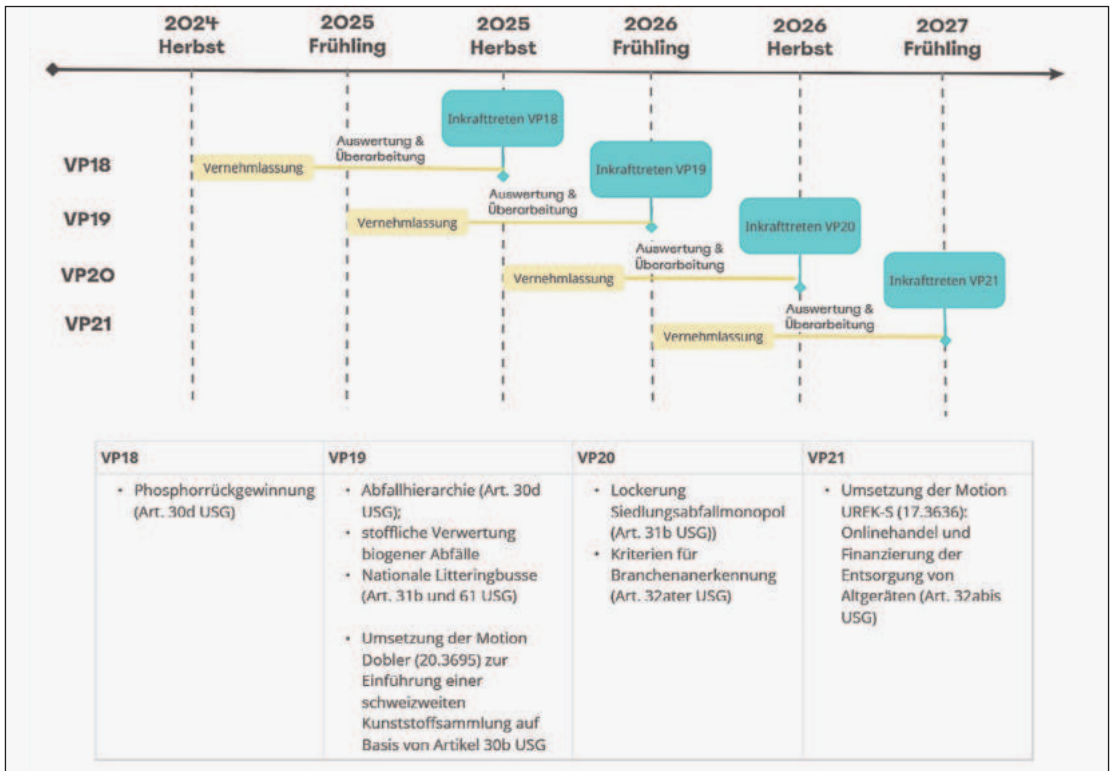 2024
Herbst
2025
Frühling
2025
Herbst
2026
Frühling
2026
Herbst
2027
Frühling
Inkrafttreten VP18
VP18
Vernehmlassung
Auswertung &
Überarbeitung
Inkrafttreten VP19
VP19
Vernehmlassung
Auswertung &
Überarbeitung
Inkrafttreten VP20
VP20
Vernehmlassung
Auswertung &
Überarbeitung
Inkrafttreten VP21
VP21
Vernehmlassung
Auswertung &
Überarbeitung
VP18
• Phosphorrückgewinnung
(Art. 30d USG)
VP19
• Abfallhierarchie (Art. 30d
USG);
• stoffliche Verwertung
biogener Abfälle
• Nationale Litteringbusse
(Art. 31b und 61 USG)
• Umsetzung der Motion
Dobler (20.3695) zur
Einführung einer
schweizweiten
Kunststoffsammlung auf
Basis von Artikel 30b USG
VP20
• Lockerung
Siedlungsabfallmonopol
(Art. 31b USG))
• Kriterien für
Branchenanerkennung
(Art. 32ater USG)
VP21
• Umsetzung der Motion
UREK-S (17.3636):
Onlinehandel und
Finanzierung der
Entsorgung von
Altgeräten (Art. 32abis
USG)